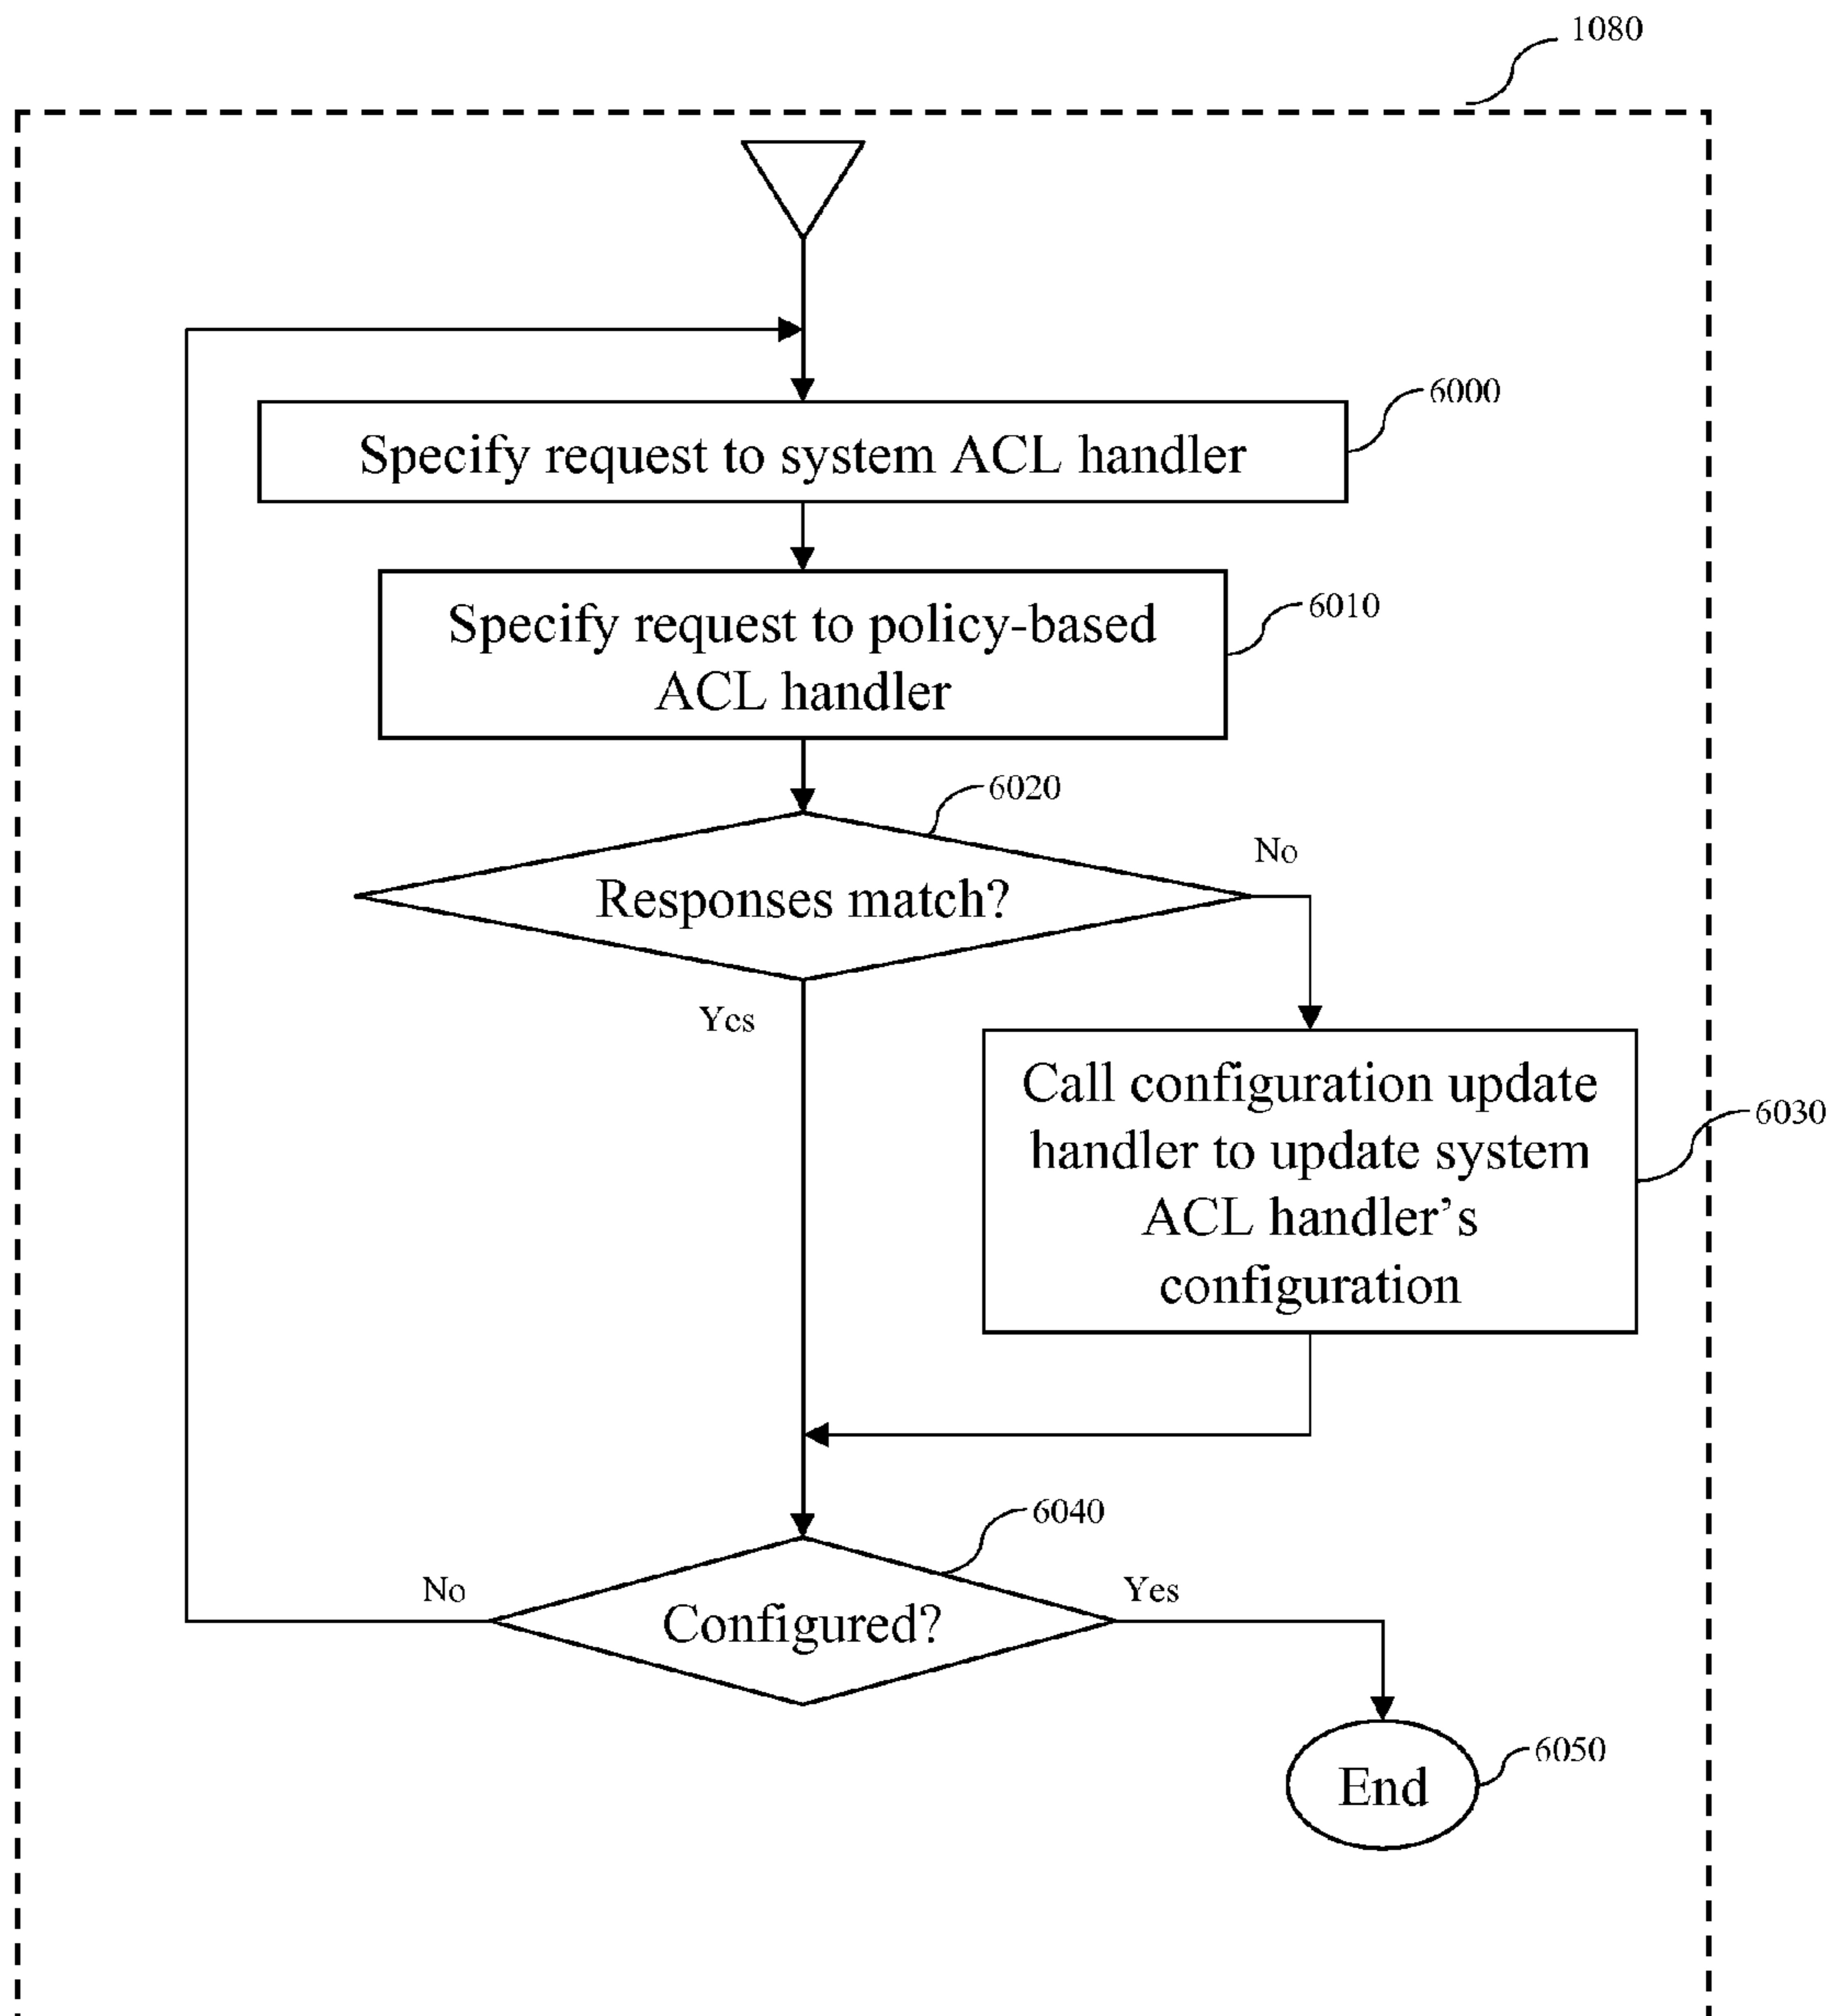 1080
6000
Specify request to system ACL handler
6010
Specify request to policy-based
ACL handler
6020
No
Responses match?
Yes
Call configuration update
handler to update system
ACL handler’s
configuration
6030
6040
No
Yes
Configured?
6050
End